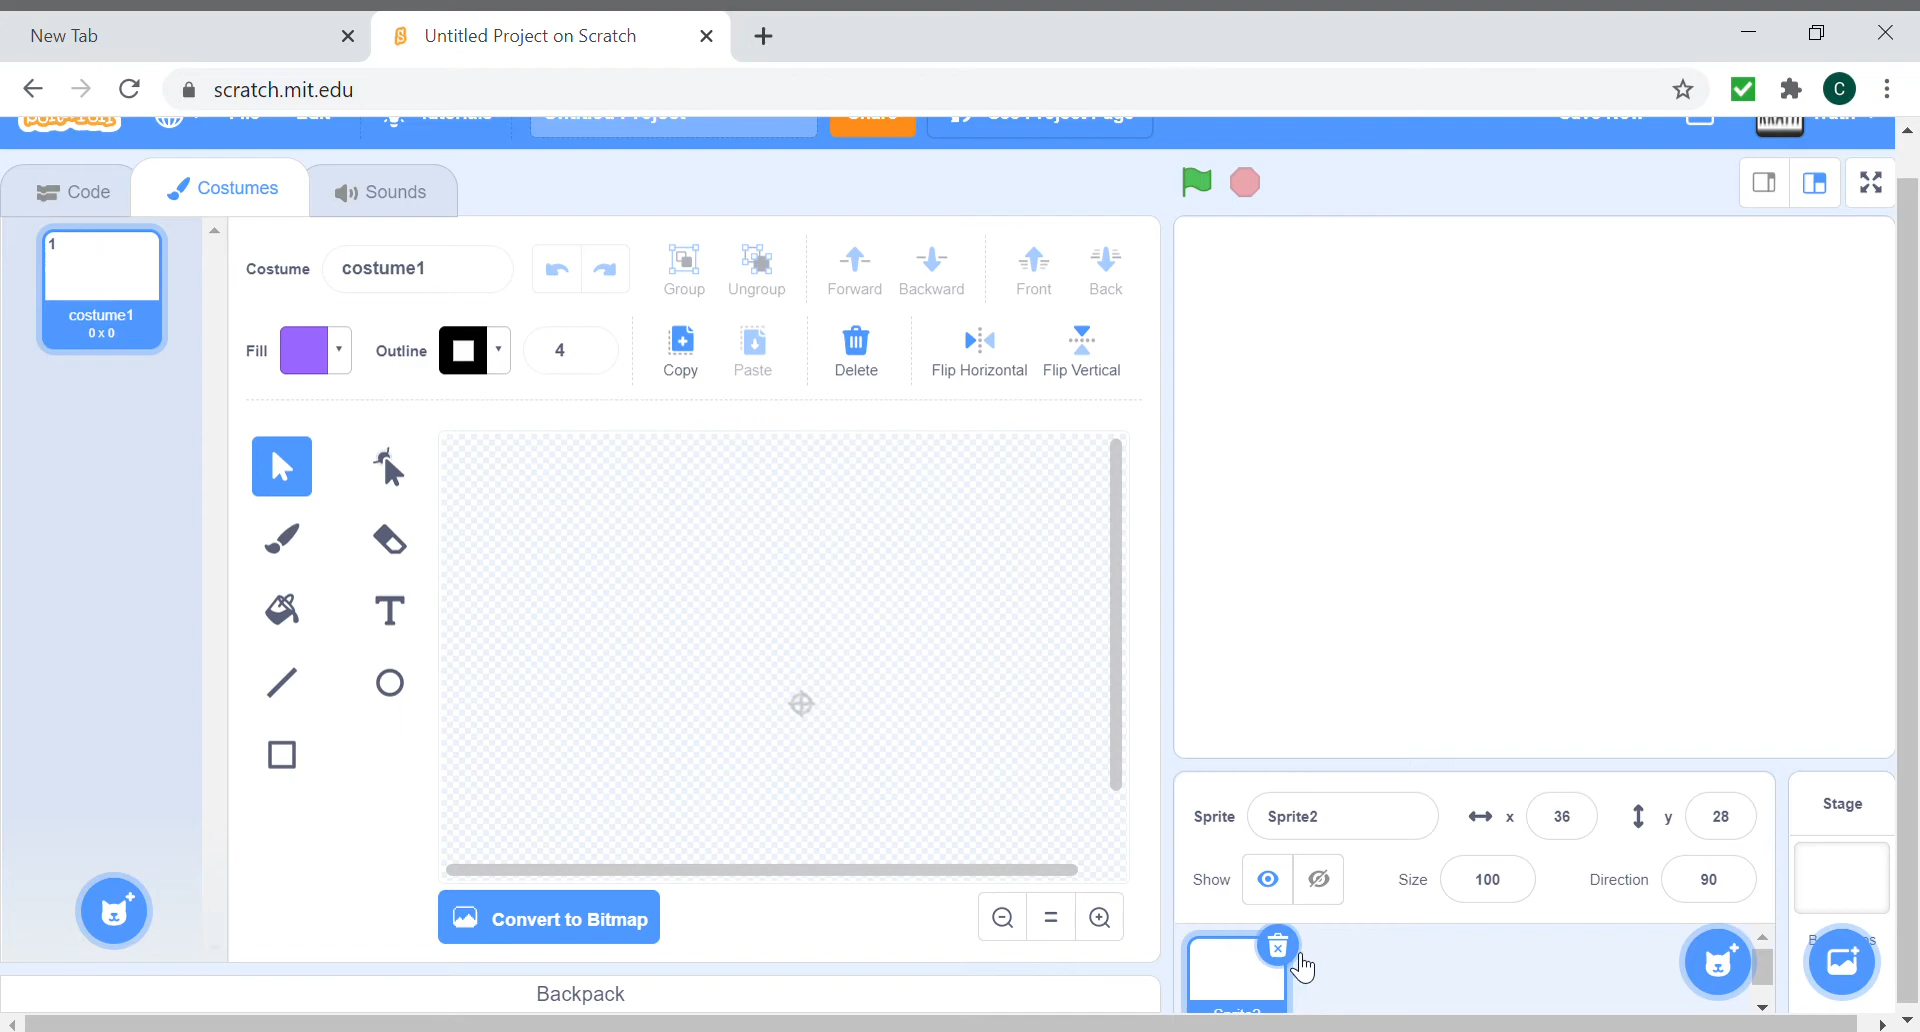 New Tab
Untitled Project on Scratch
scratch.mit.edu
C
Code
Costumes
Sounds
1
costume1
0 x 0
Costume
costume1
Group
Ungroup
Forward
Backward
Front
Back
Fill
Outline
4
Copy
Paste
Delete
Flip Horizontal
Flip Vertical
T
Convert to Bitmap
Backpack
Sprite
Sprite2
x
36
y
28
Show
Size
100
Direction
90
Stage